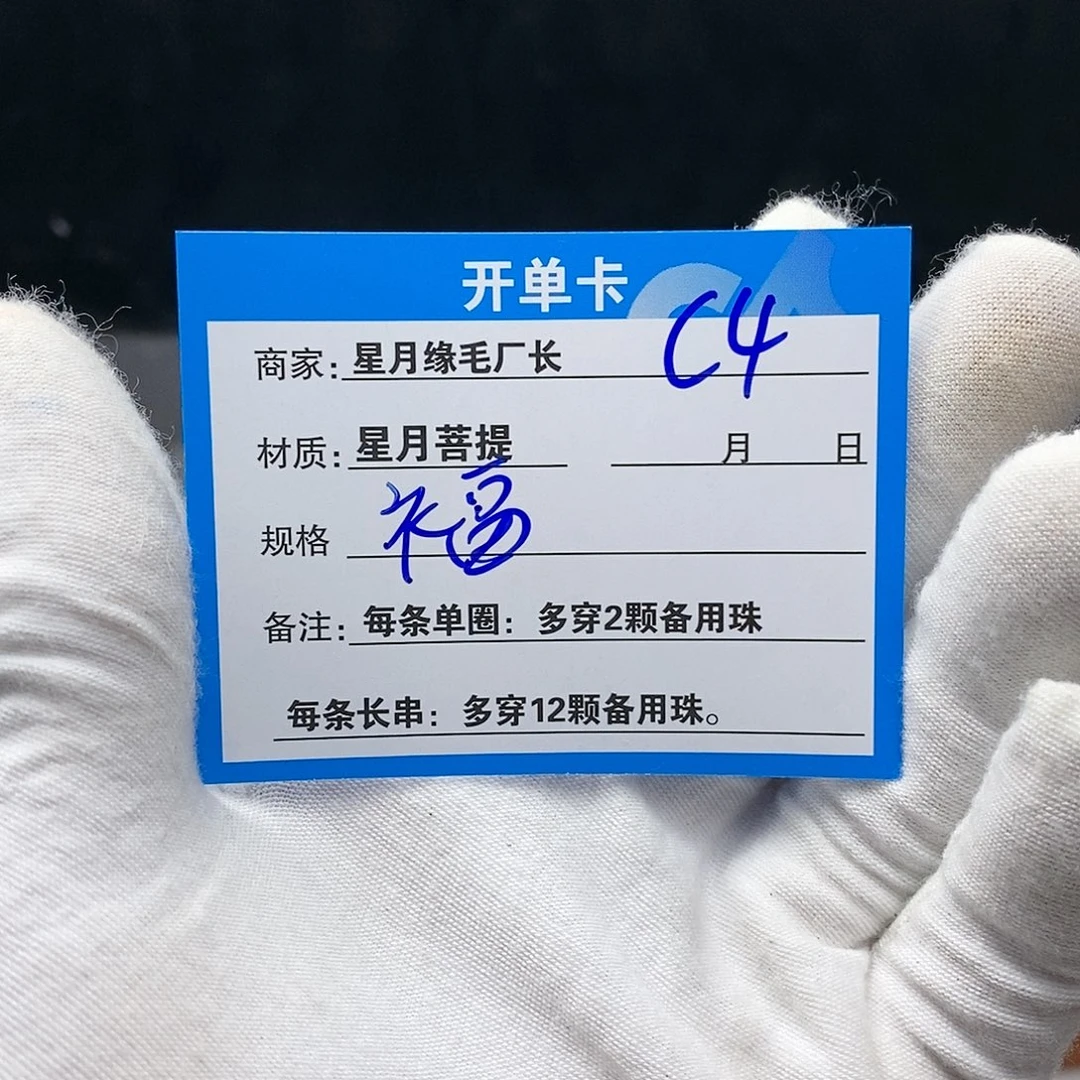 开单卡
商家：星月缘毛厂长 C4
材质：星月菩提 月 日
规格 福
备注：每条单圈：多穿2颗备用珠
每条长串：多穿12颗备用珠。